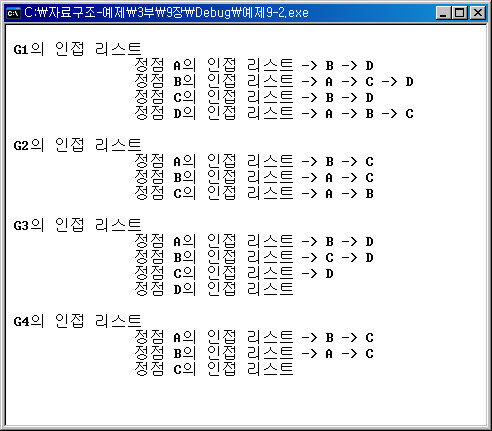 C:\자료구조-예제\3부\9장\Debug\예제9-2.exe
G1의 인접 리스트
정점 A의 인접 리스트 -> B -> D
정점 B의 인접 리스트 -> A -> C -> D
정점 C의 인접 리스트 -> B -> D
정점 D의 인접 리스트 -> A -> B -> C
G2의 인접 리스트
정점 A의 인접 리스트 -> B -> C
정점 B의 인접 리스트 -> A -> C
정점 C의 인접 리스트 -> A -> B
G3의 인접 리스트
정점 A의 인접 리스트 -> B -> D
정점 B의 인접 리스트 -> C -> D
정점 C의 인접 리스트 -> D
정점 D의 인접 리스트
G4의 인접 리스트
정점 A의 인접 리스트 -> B -> C
정점 B의 인접 리스트 -> A -> C
정점 C의 인접 리스트